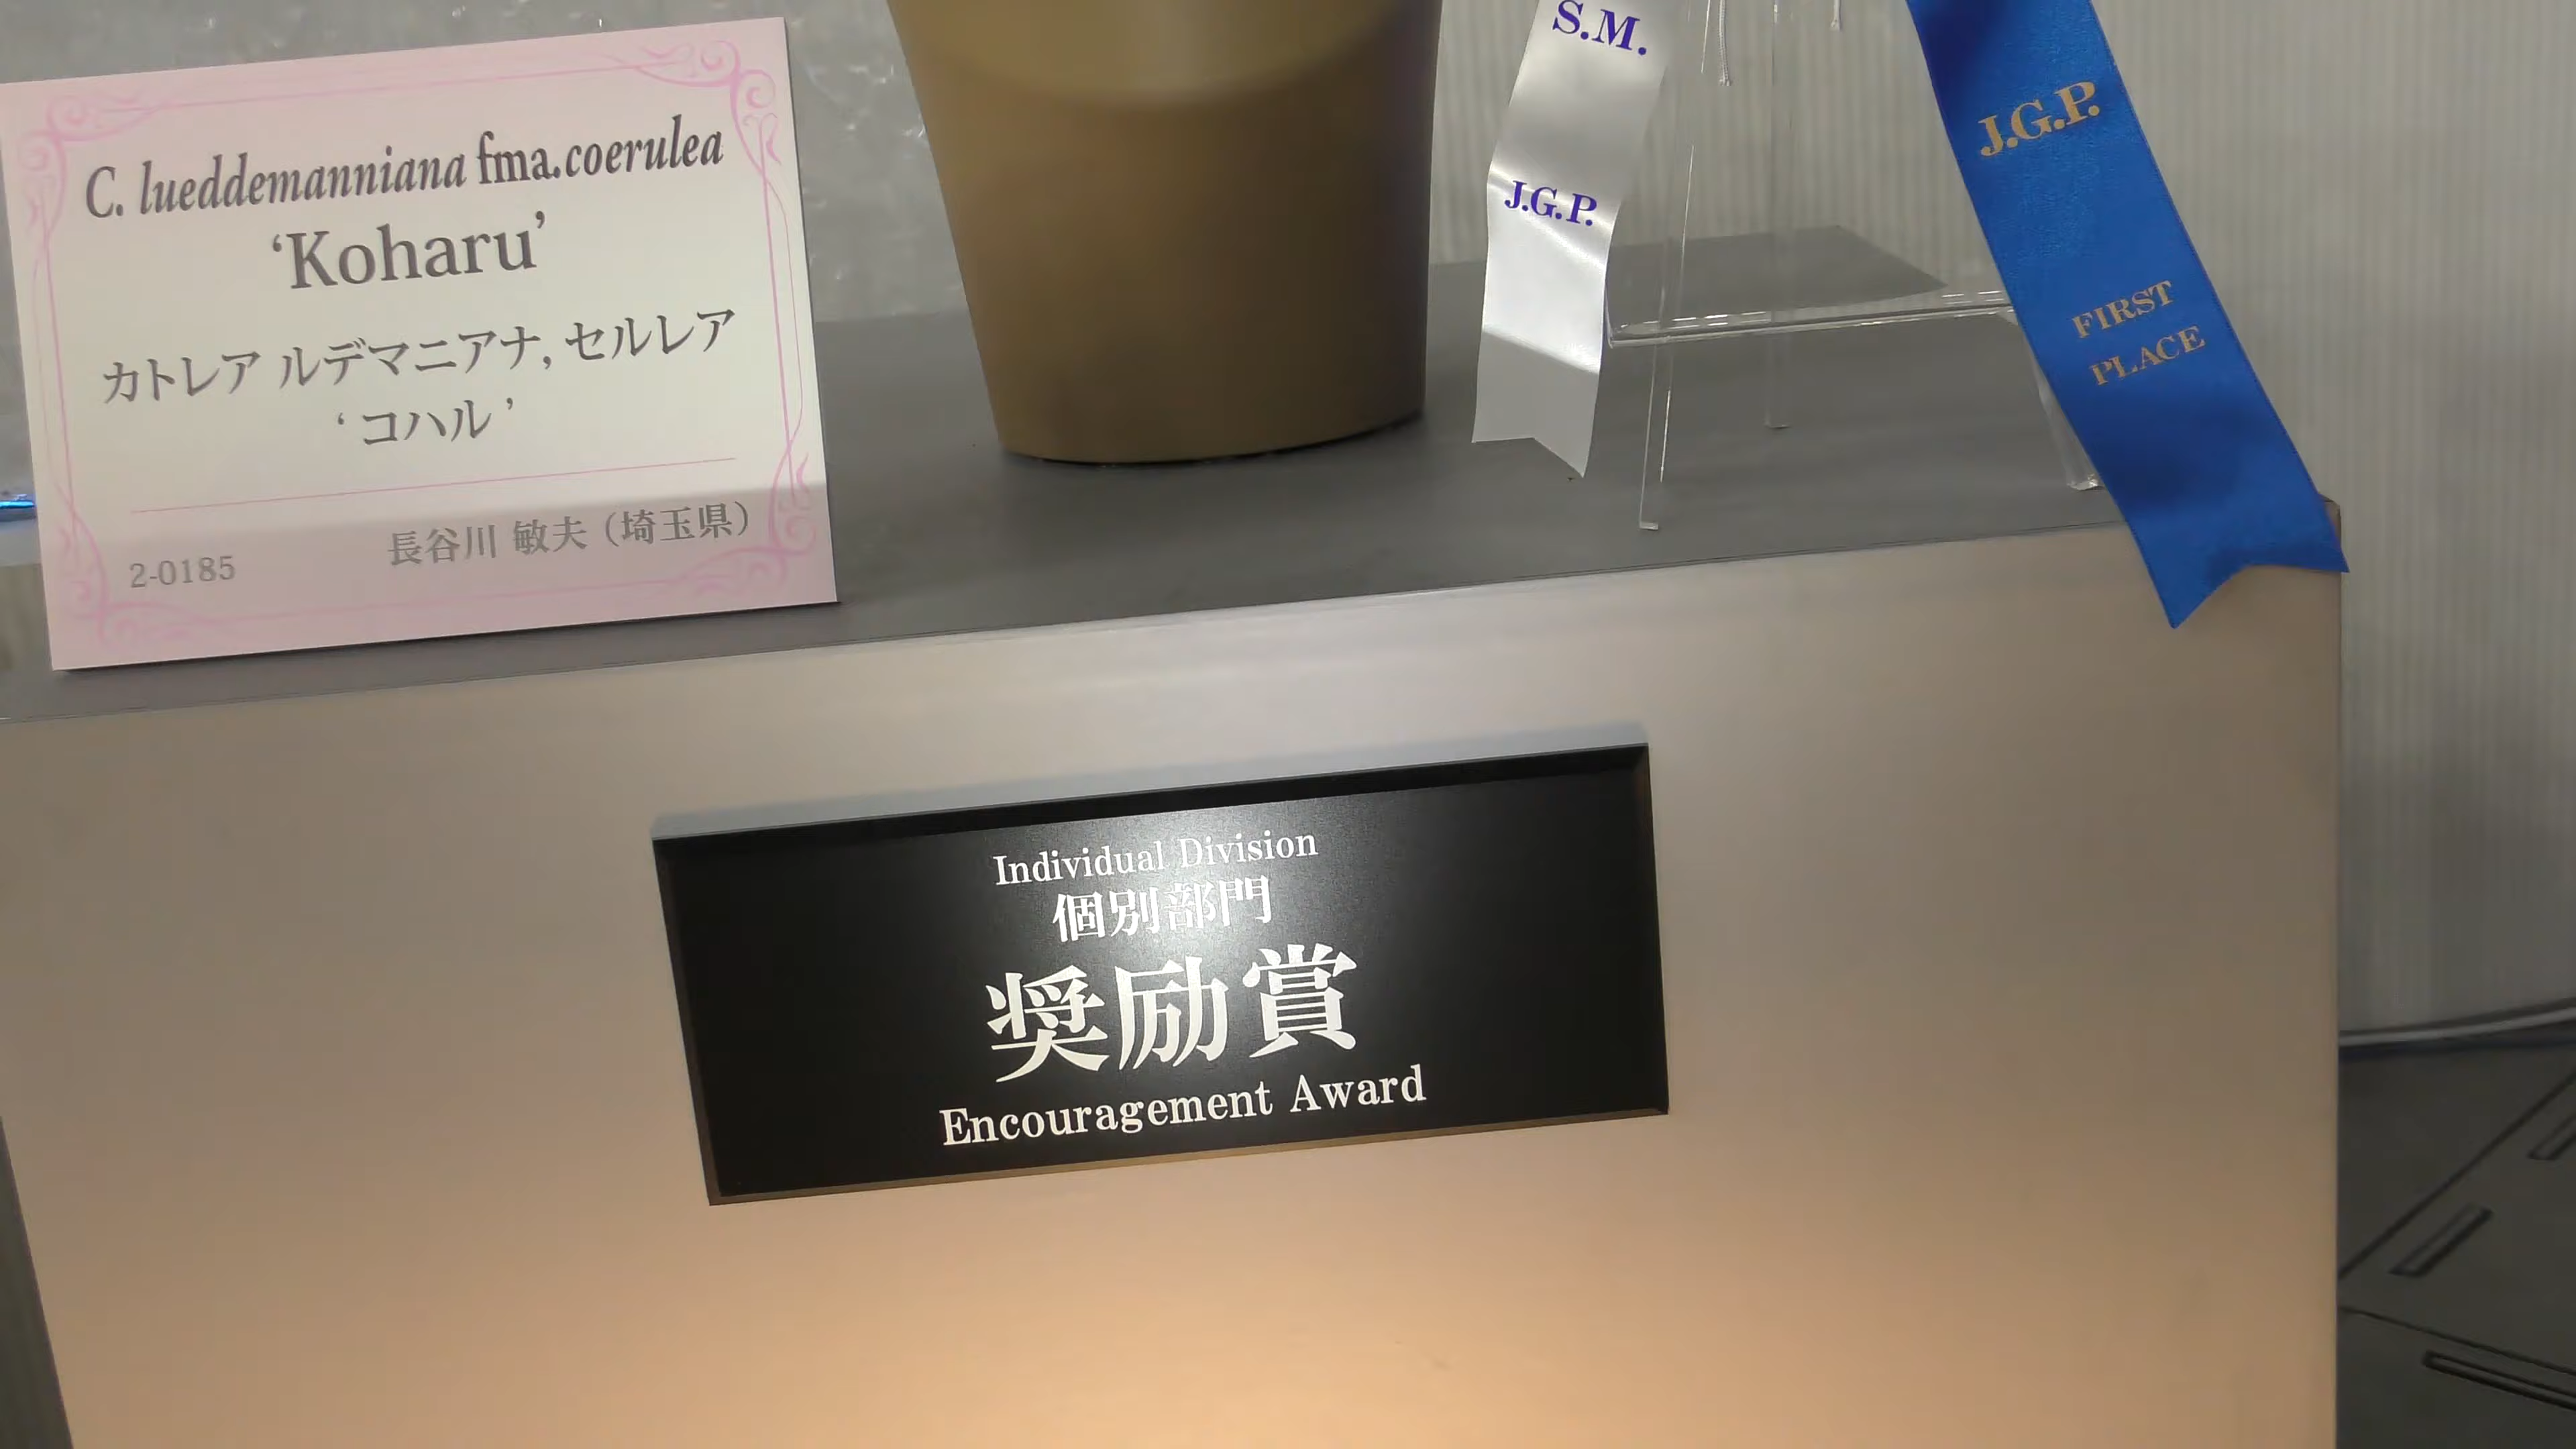 C. lueddemanniana fma.coerulea
‘Koharu’
カトレア ルデマニアナ, セルレア
‘ コハル ’
2-0185
長谷川 敏夫（埼玉県）
S.M.
J.G.P.
J.G.P.
FIRST
PLACE
Individual Division
個別部門
奨励賞
Encouragement Award